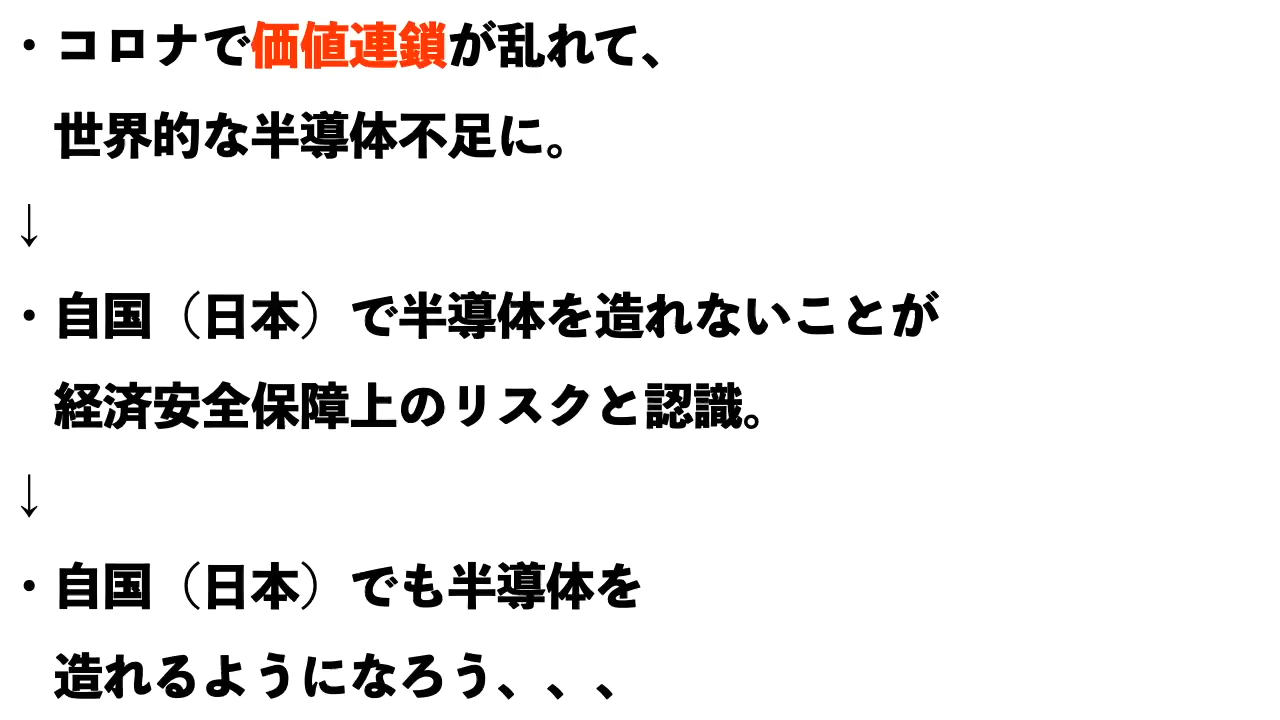 ・コロナで価値連鎖が乱れて、
世界的な半導体不足に。
↓
・自国（日本）で半導体を造れないことが
経済安全保障上のリスクと認識。
↓
・自国（日本）でも半導体を
造れるようになろう、、、